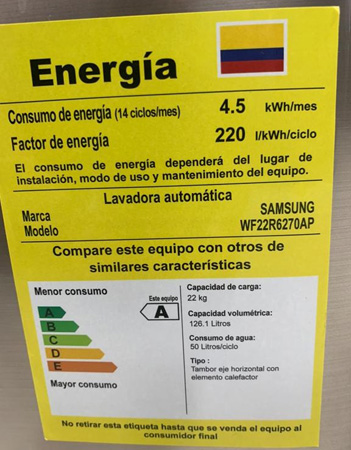 Energía
Consumo de energía (14 ciclos/mes) 4.5 kWh/mes
Factor de energía 220 l/kWh/ciclo
El consumo de energía dependerá del lugar de
instalación, modo de uso y mantenimiento del equipo.
Lavadora automática
Marca SAMSUNG
Modelo WF22R6270AP
Compare este equipo con otros de
similares características
Menor consumo
Este equipo
A
A
B
C
D
E
Mayor consumo
Capacidad de carga:
22 kg
Capacidad volumétrica:
126.1 Litros
Consumo de agua:
50 Litros/ciclo
Tipo :
Tambor eje horizontal con
elemento calefactor
No retirar esta etiqueta hasta que se venda el equipo al
consumidor final